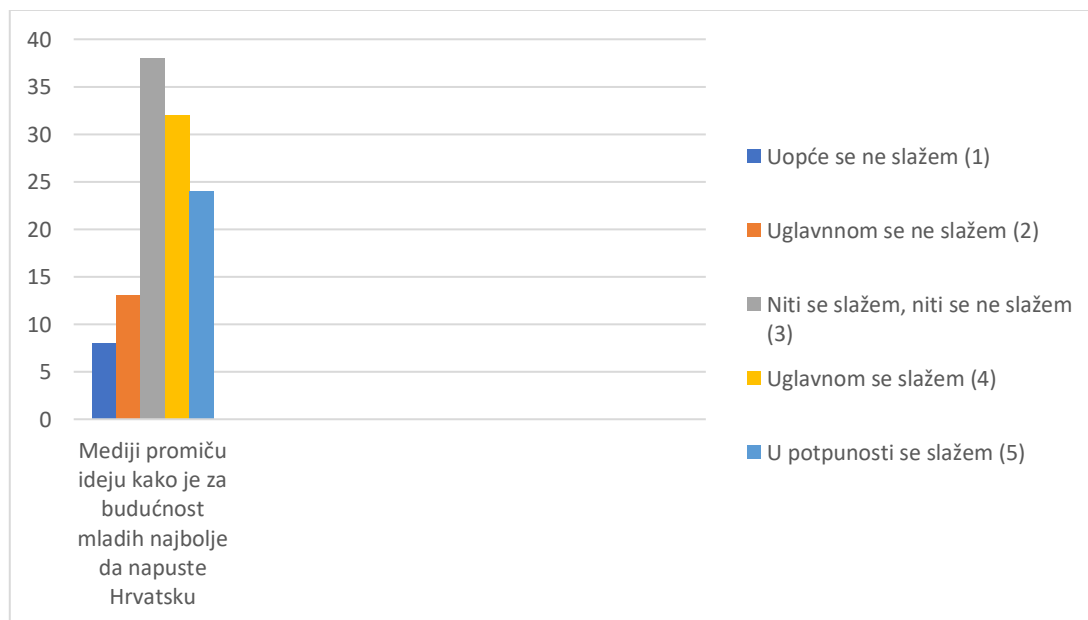 40
35
30
25
20
15
10
5
0
Mediji promiču
ideju kako je za
budućnost
mladih najbolje
da napuste
Hrvatsku
Uopće se ne slažem (1)
Uglavnnom se ne slažem (2)
Niti se slažem, niti se ne slažem
(3)
Uglavnom se slažem (4)
U potpunosti se slažem (5)